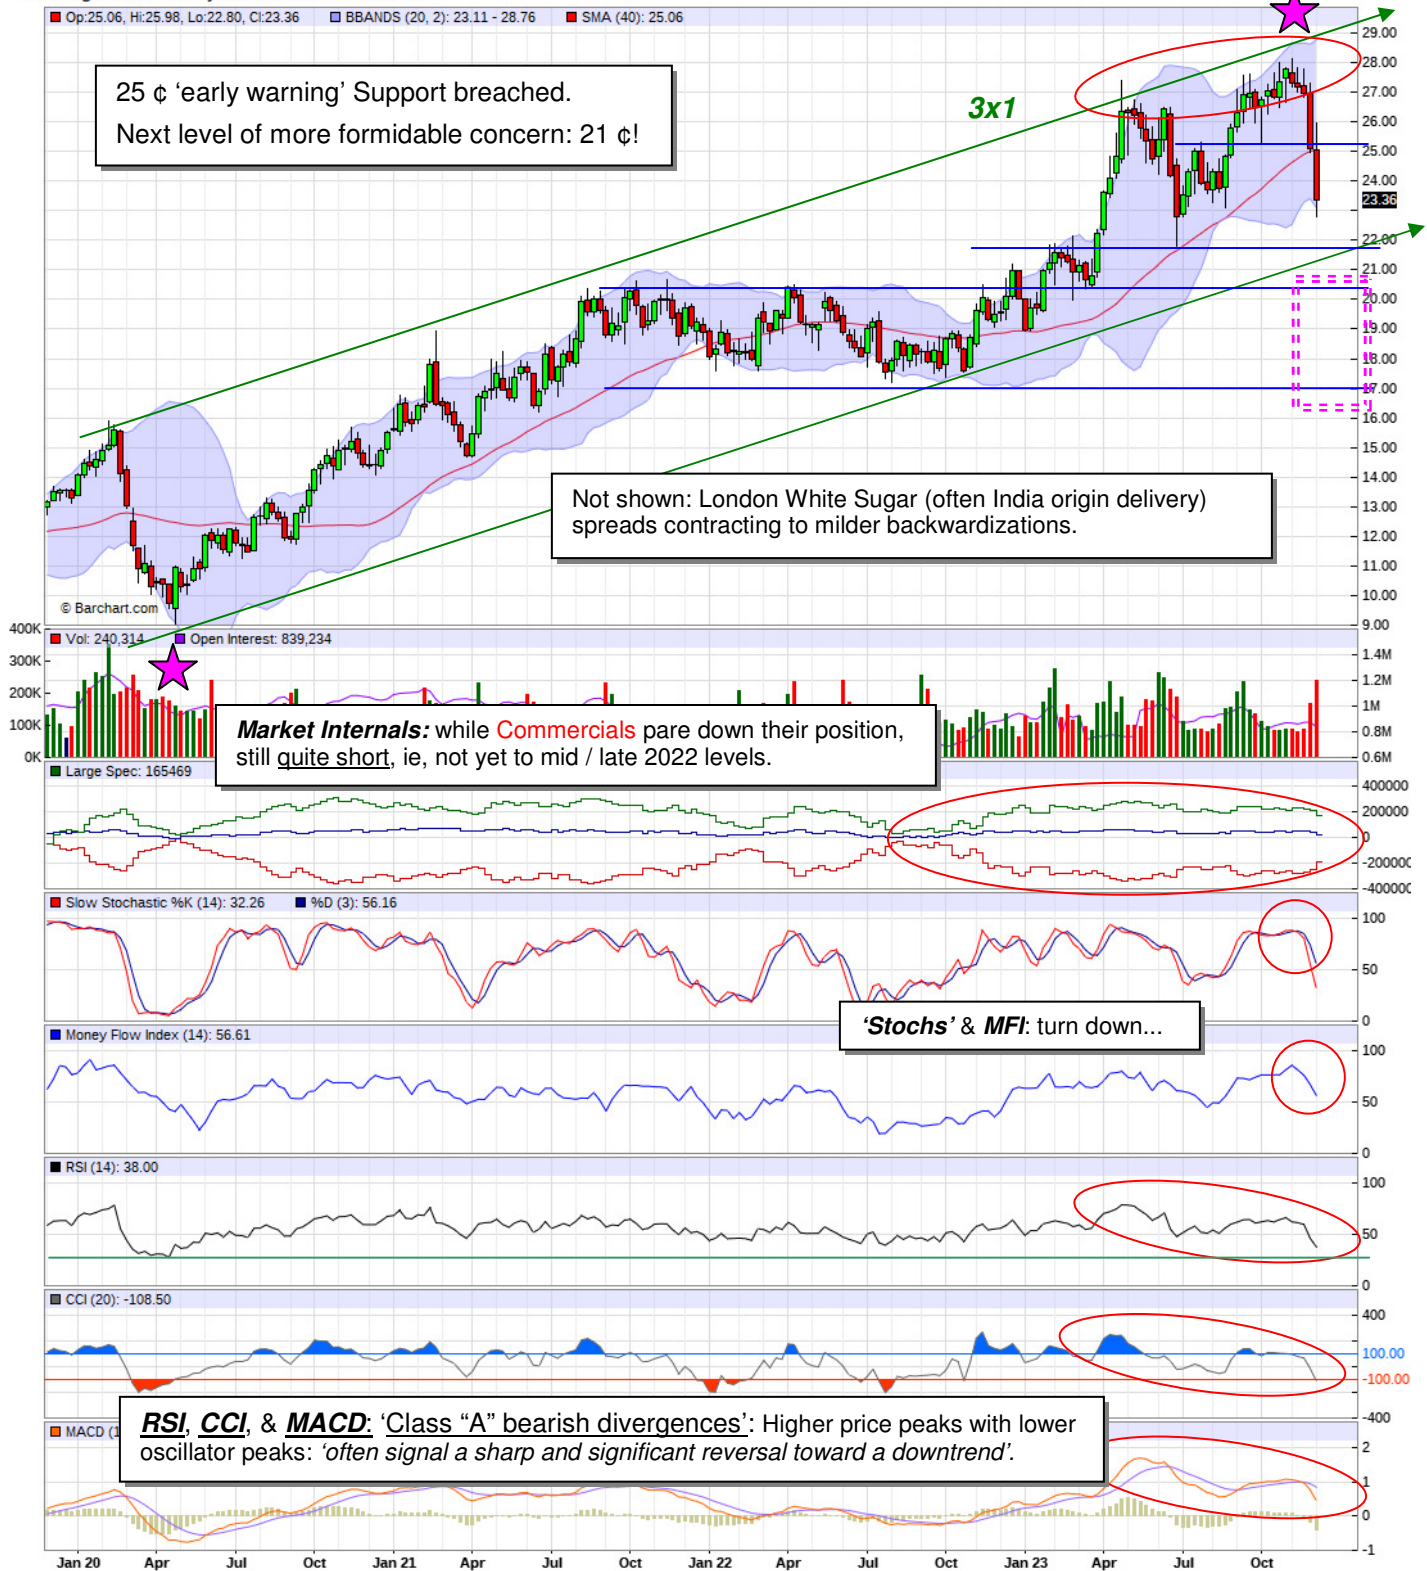 Op:25.06, Hi:25.98, Lo:22.80, Cl:23.36 BBANDS (20, 2): 23.11 - 28.76 SMA (40): 25.06
29.00
28.00
27.00
26.00
25.00
24.00
23.36
22.00
21.00
20.00
19.00
18.00
17.00
16.00
15.00
14.00
13.00
12.00
11.00
10.00
9.00
25 ¢ ‘early warning’ Support breached.
Next level of more formidable concern: 21 ¢!
3x1
Not shown: London White Sugar (often India origin delivery)
spreads contracting to milder backwardizations.
© Barchart.com
Vol: 240,314 Open Interest: 839,234
400K
300K
200K
100K
0K
1.4M
1.2M
1M
0.8M
0.6M
Market Internals: while Commercials pare down their position,
still quite short, ie, not yet to mid / late 2022 levels.
Large Spec: 165469
400000
200000
0
-200000
-400000
Slow Stochastic %K (14): 32.26 %D (3): 56.16
100
50
0
‘Stochs’ & MFI: turn down...
Money Flow Index (14): 56.61
100
50
0
RSI (14): 38.00
100
50
0
CCI (20): -108.50
400
100.00
-100.00
-400
RSI, CCI, & MACD: ‘Class “A” bearish divergences’: Higher price peaks with lower
oscillator peaks: ‘often signal a sharp and significant reversal toward a downtrend’.
MACD (1
2
1
0
-1
Jan 20 Apr Jul Oct Jan 21 Apr Jul Oct Jan 22 Apr Jul Oct Jan 23 Apr Jul Oct